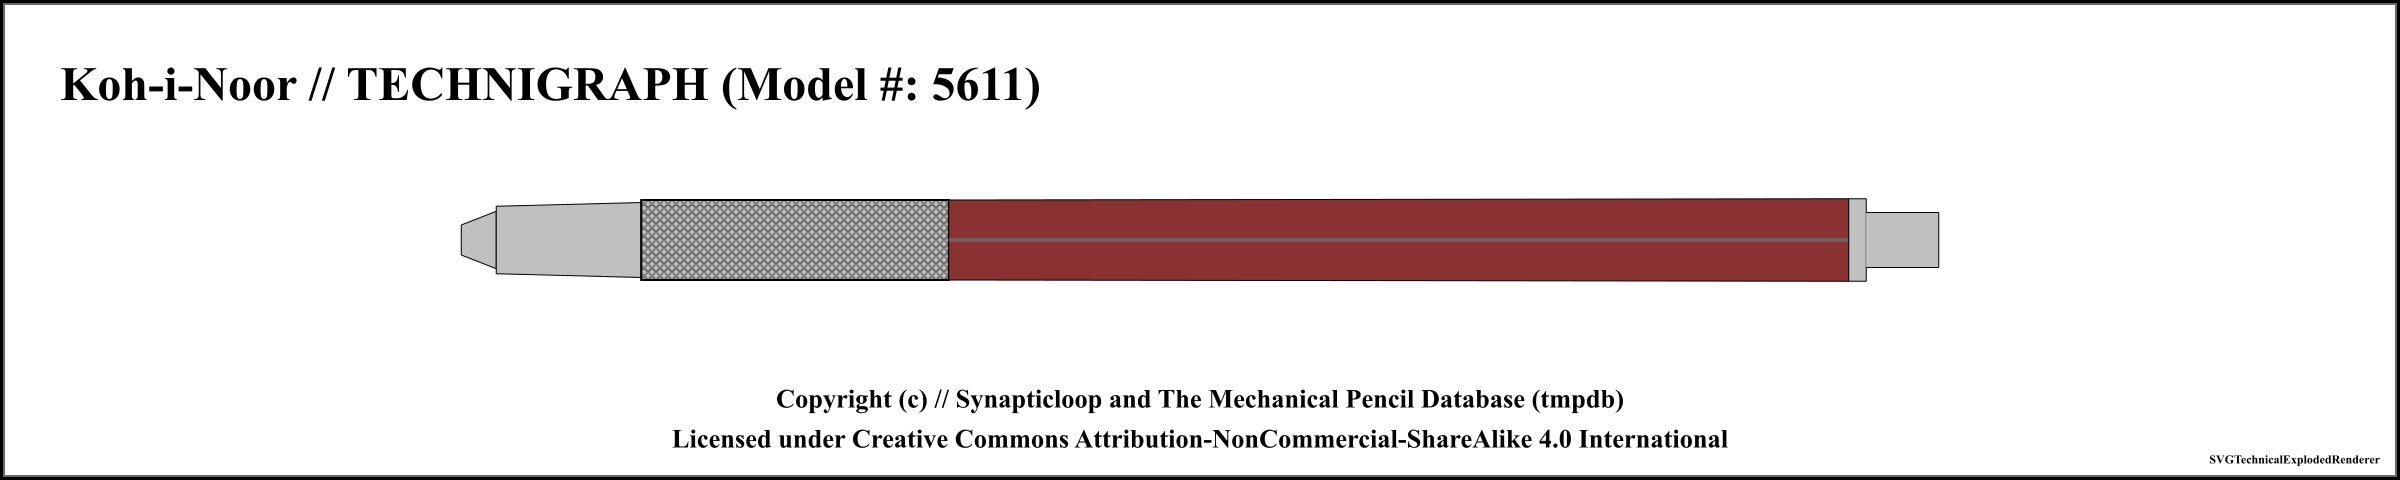 Koh-i-Noor // TECHNIGRAPH (Model #: 5611)
Copyright (c) // Synapticloop and The Mechanical Pencil Database (tmpdb)
Licensed under Creative Commons Attribution-NonCommercial-ShareAlike 4.0 International
SVGTechnicalExplodedRenderer